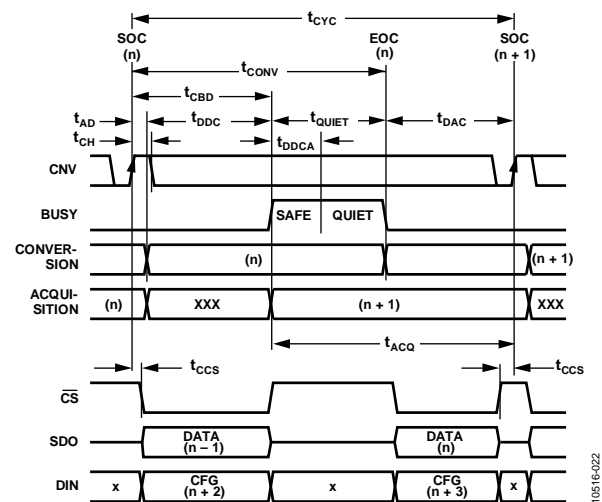 tCYC
SOC EOC SOC
(n) (n) (n + 1)
tCONV
tCBD
tAD tDDC tQUIET tDAC
tCH tDDCA
CNV
BUSY SAFE QUIET
CONVER-
SION (n) (n + 1)
ACQUI-
SITION (n) XXX (n + 1) XXX
tACQ
tCCS tCCS
CS
SDO DATA (n – 1) DATA (n)
DIN x CFG (n + 2) x CFG (n + 3) x
10516-022